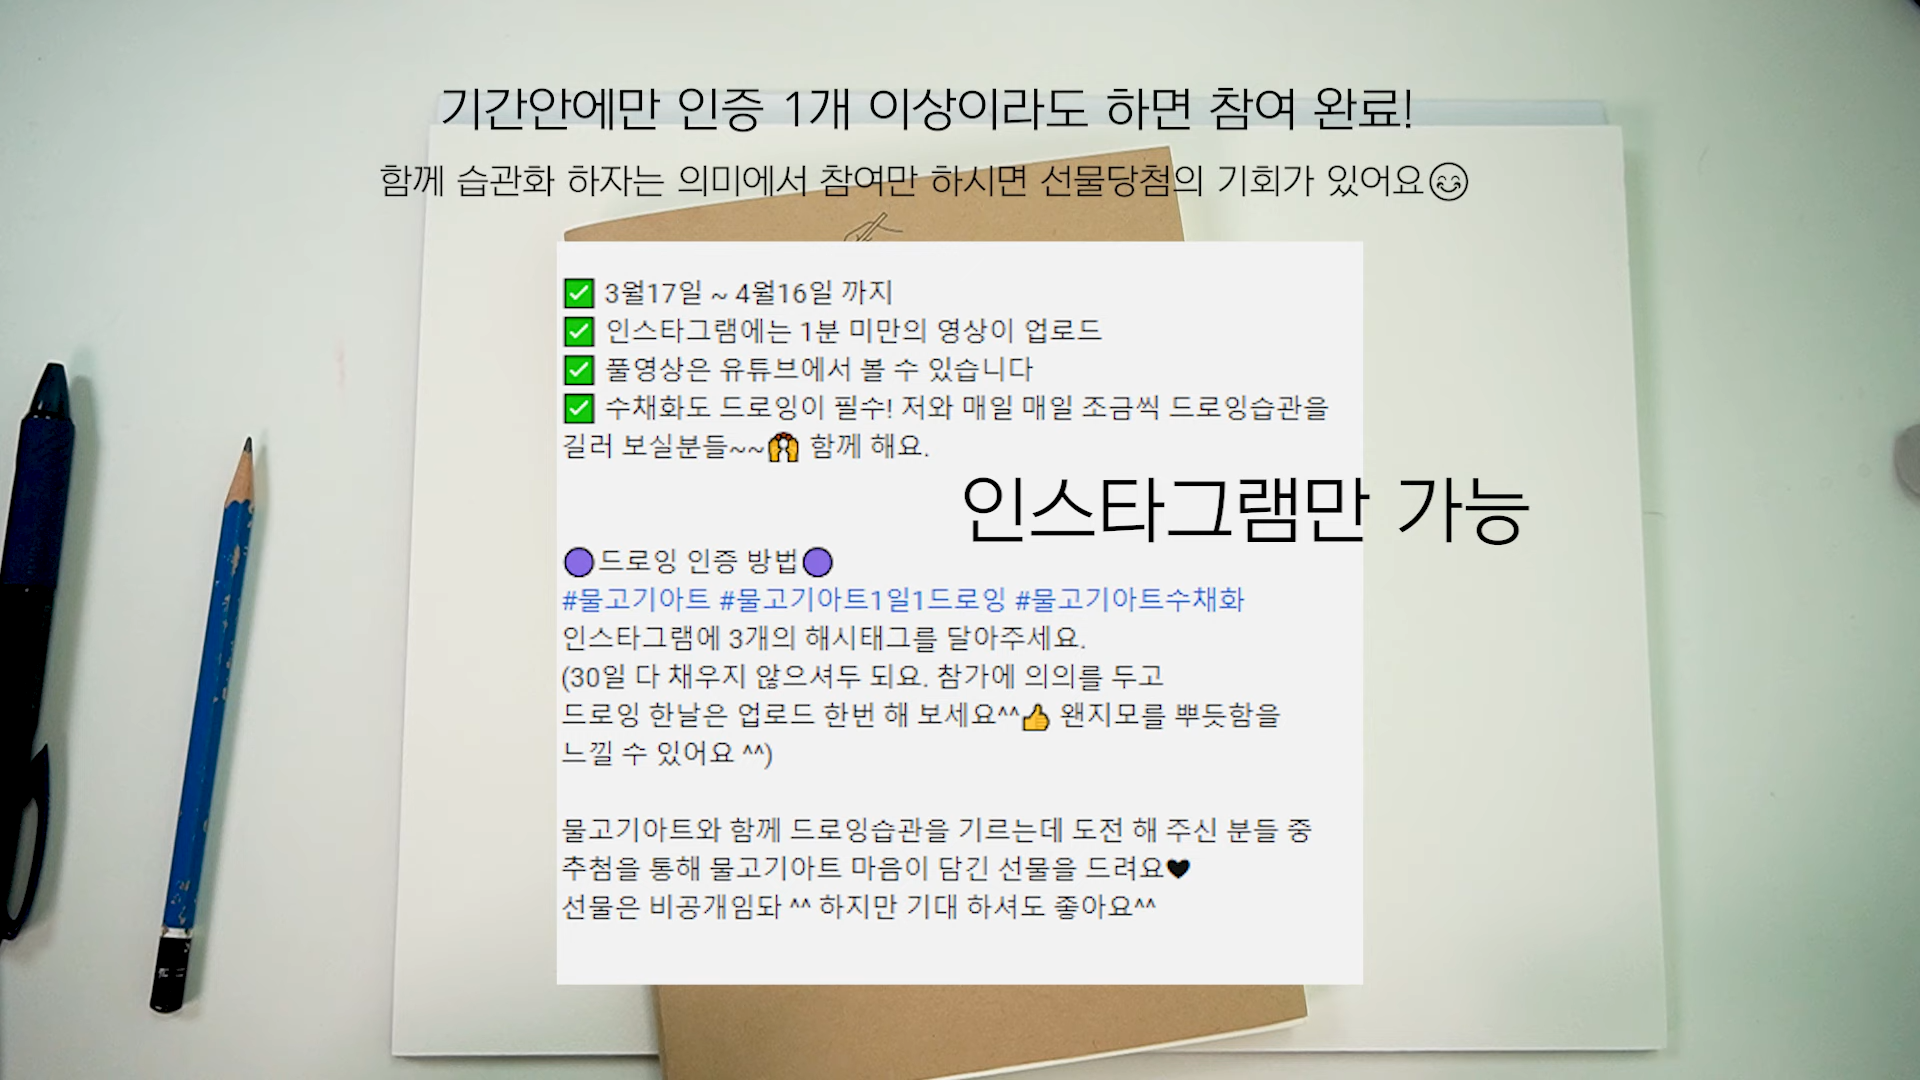 기간안에만 인증 1개 이상이라도 하면 참여 완료!
함께 습관화 하자는 의미에서 참여만 하시면 선물당첨의 기회가 있어요😊
✅ 3월17일 ~ 4월16일 까지
✅ 인스타그램에는 1분 미만의 영상이 업로드
✅ 풀영상은 유튜브에서 볼 수 있습니다
✅ 수채화도 드로잉이 필수! 저와 매일 매일 조금씩 드로잉습관을
길러 보실분들~~🙌 함께 해요.
인스타그램만 가능
🟣드로잉 인증 방법🟣
#물고기아트 #물고기아트1일1드로잉 #물고기아트수채화
인스타그램에 3개의 해시태그를 달아주세요.
(30일 다 채우지 않으셔두 되요. 참가에 의의를 두고
드로잉 한날은 업로드 한번 해 보세요^^👍 왠지모를 뿌듯함을
느낄 수 있어요 ^^)
물고기아트와 함께 드로잉습관을 기르는데 도전 해 주신 분들 중
추첨을 통해 물고기아트 마음이 담긴 선물을 드려요🖤
선물은 비공개임돠 ^^ 하지만 기대 하셔도 좋아요^^